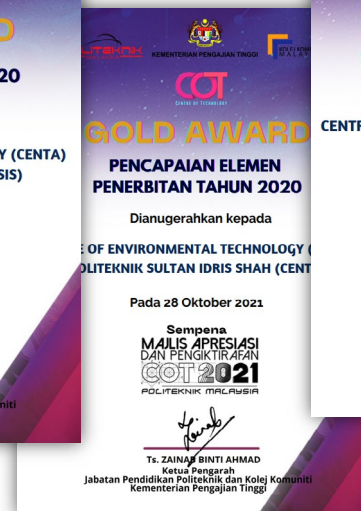 20
Y (CENTA)
SIS)
niti
POLITEKNIK
KEMENTERIAN PENGAJIAN TINGGI
COT
CENTRE OF TECHNOLOGY
GOLD AWARD
PENCAPAIAN ELEMEN
PENERBITAN TAHUN 2020
Dianugerahkan kepada
E OF ENVIRONMENTAL TECHNOLOGY (
OLITEKNIK SULTAN IDRIS SHAH (CENT
Pada 28 Oktober 2021
Sempena
MAJLIS APRESIASI
DAN PENGIKTIRAFAN
COT 2021
POLITEKNIK MALAYSIA
Ts. ZAINAB BINTI AHMAD
Ketua Pengarah
Jabatan Pendidikan Politeknik dan Kolej Komuniti
Kementerian Pengajian Tinggi
CENTR